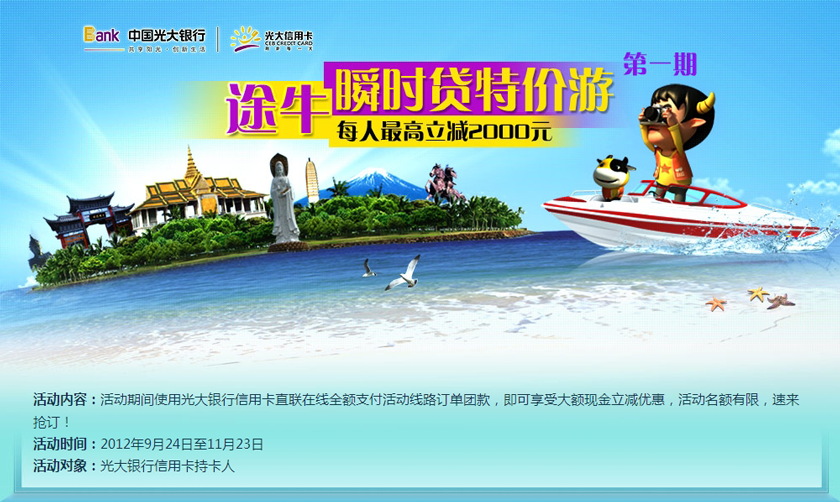 Bank 中国光大银行
共享阳光·创新生活
光大信用卡
CEB CREDIT CARD
第一期
途牛 瞬时贷特价游
每人最高立减2000元
活动内容：活动期间使用光大银行信用卡直联在线全额支付活动线路订单团款，即可享受大额现金立减优惠，活动名额有限，速来
抢订！
活动时间：2012年9月24日至11月23日
活动对象：光大银行信用卡持卡人